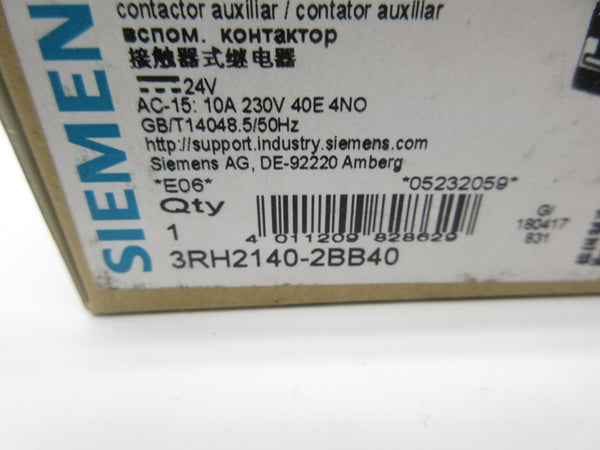 SIEMEN
contactor auxiliar / contator auxiliar
вспом. контактор
接触器式继电器
24V
AC-15: 10A 230V 40E 4NO
GB/T14048.5/50Hz
http://support.industry.siemens.com
Siemens AG, DE-92220 Amberg
*E06* *05232059*
Qty
1
4 011209 828629
G/
180417
831
3RH2140-2BB40